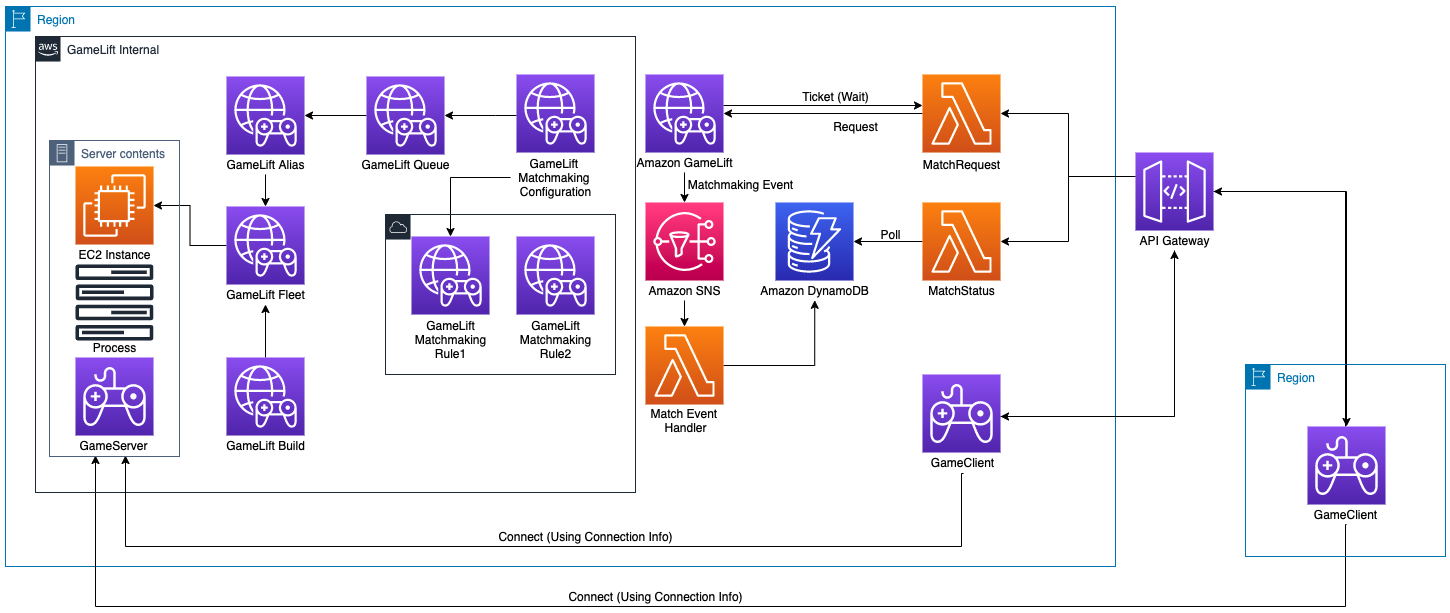 Region
aws
GameLift Internal
Ticket (Wait)
Request
GameLift Alias
GameLift Queue
GameLift
Matchmaking
Configuration
Amazon GameLift
MatchRequest
Server contents
Matchmaking Event
Poll
API Gateway
EC2 Instance
GameLift Fleet
Amazon SNS
Amazon DynamoDB
MatchStatus
GameLift
Matchmaking
Rule1
GameLift
Matchmaking
Rule2
Process
Region
GameServer
GameLift Build
Match Event
Handler
GameClient
GameClient
Connect (Using Connection Info)
Connect (Using Connection Info)